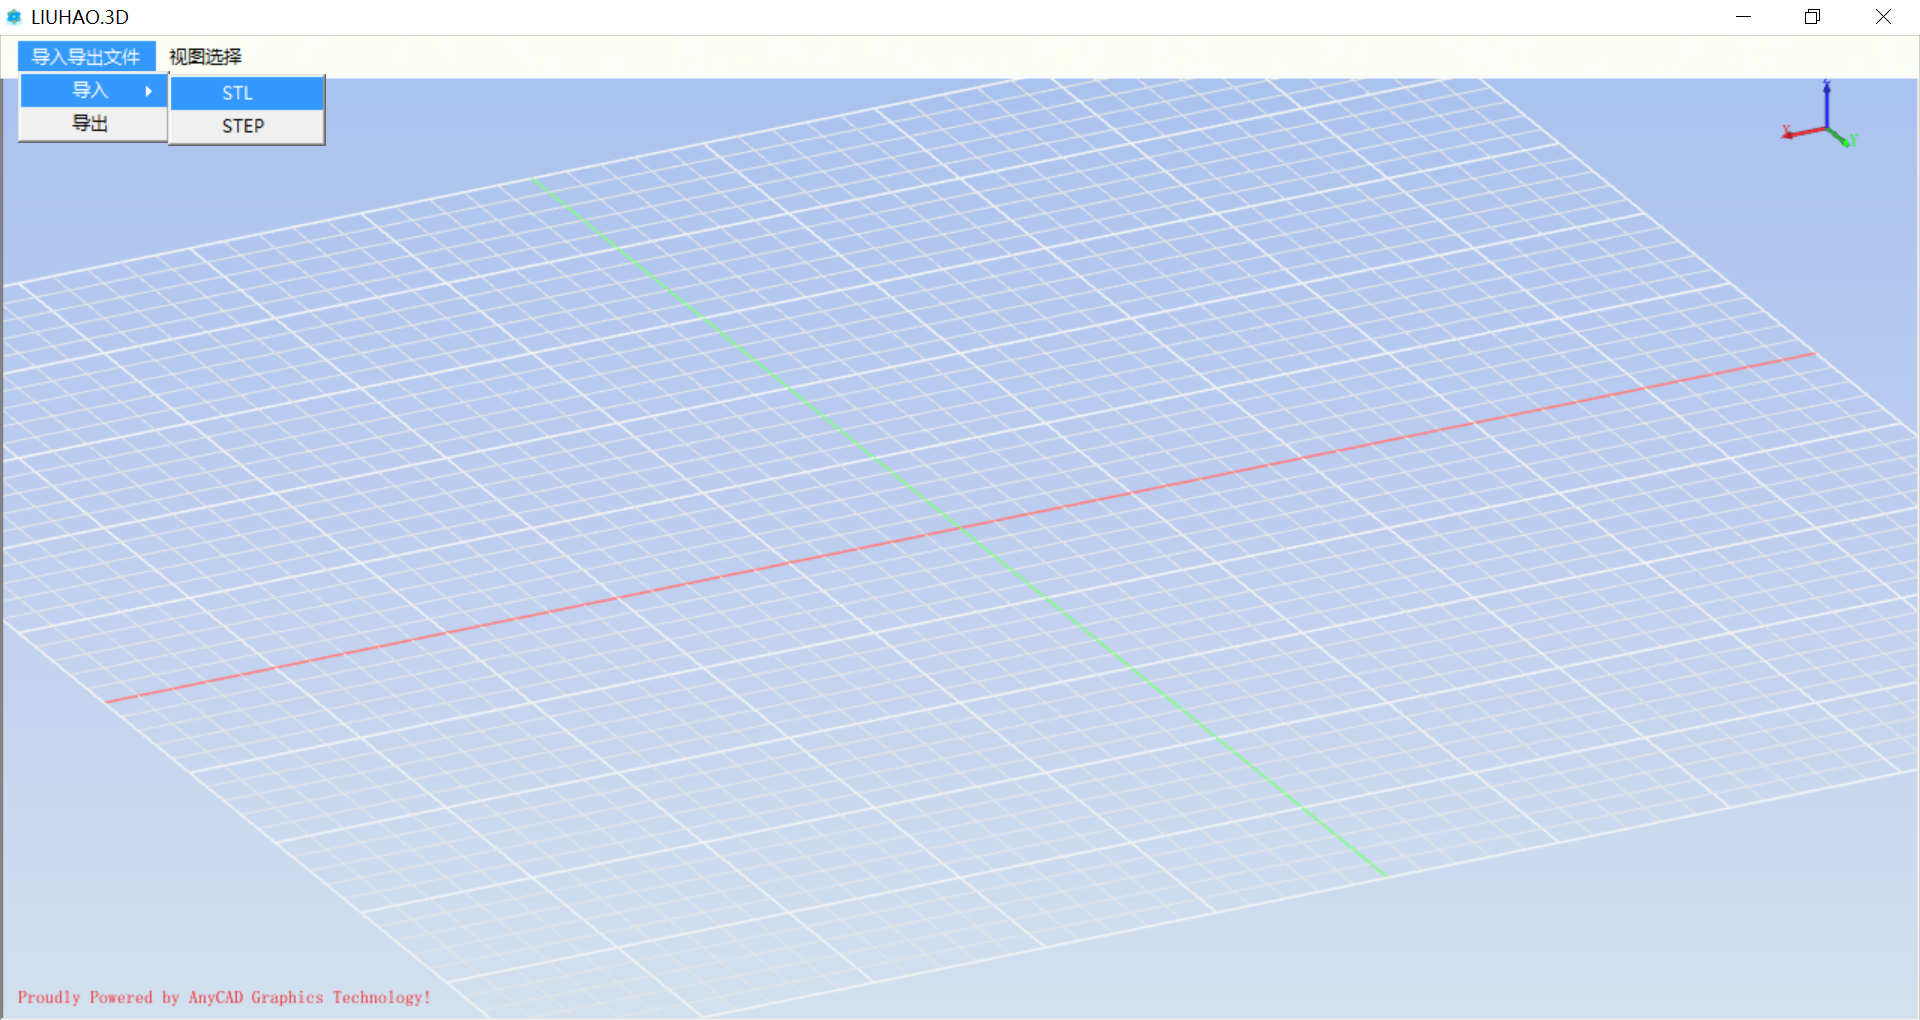 LIUHAO.3D
导入导出文件 视图选择
导入 STL
导出 STEP
Z
X Y
Proudly Powered by AnyCAD Graphics Technology!